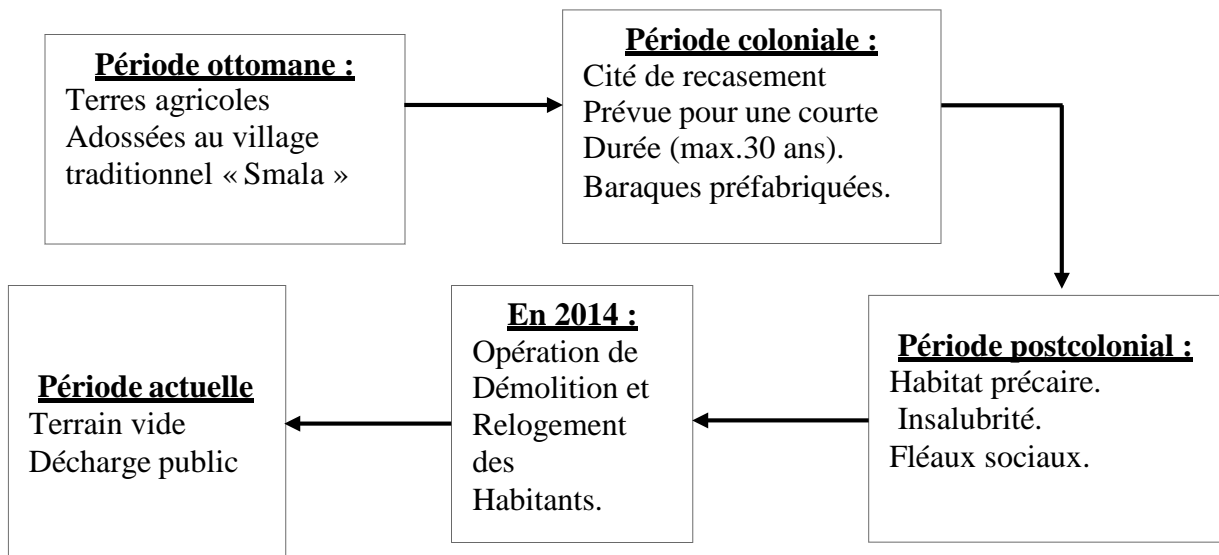 Période ottomane :
Terres agricoles
Adossées au village
traditionnel « Smala »
Période coloniale :
Cité de recasement
Prévue pour une courte
Durée (max.30 ans).
Baraques préfabriquées.
Période postcolonial :
Habitat précaire.
Insalubrité.
Fléaux sociaux.
En 2014 :
Opération de
Démolition et
Relogement
des
Habitants.
Période actuelle
Terrain vide
Décharge public